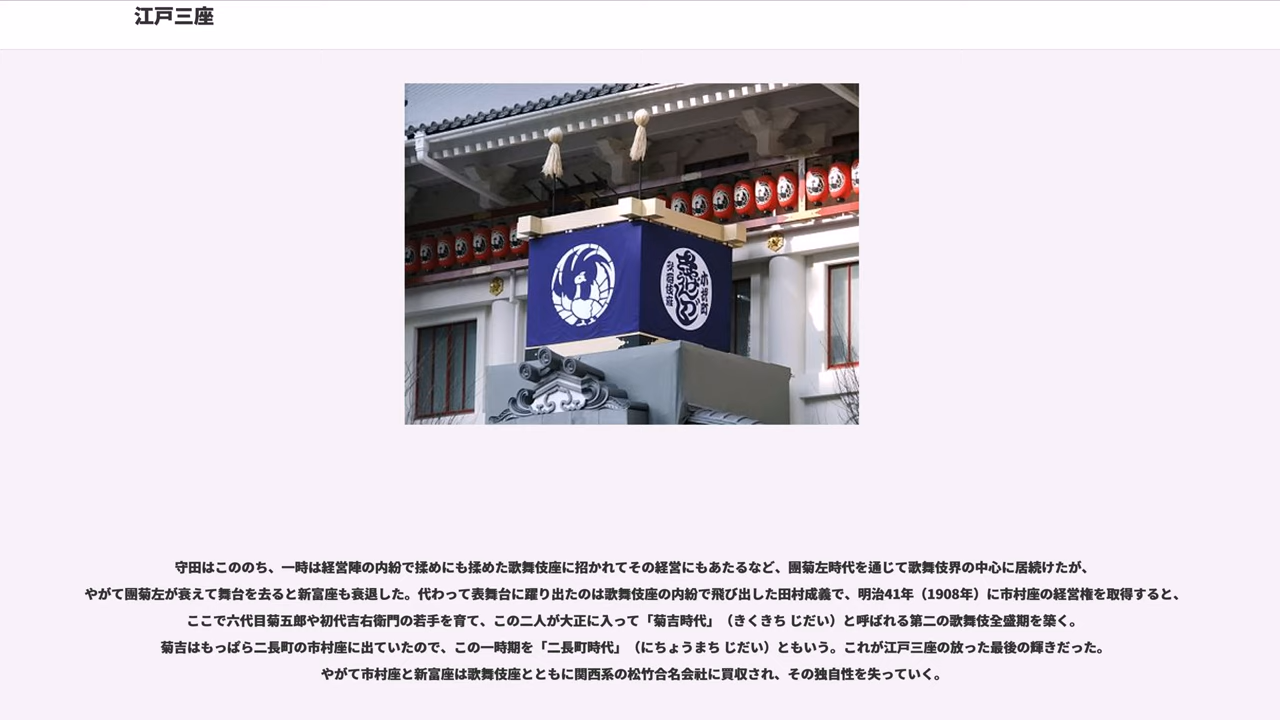 江戸三座
木挽町
歌舞伎座
守田はこののち、一時は経営陣の内紛で揉めにも揉めた歌舞伎座に招かれてその経営にもあたるなど、團菊左時代を通じて歌舞伎界の中心に居続けたが、
やがて團菊左が衰えて舞台を去ると新富座も衰退した。代わって表舞台に躍り出たのは歌舞伎座の内紛で飛び出した田村成義で、明治41年（1908年）に市村座の経営権を取得すると、
ここで六代目菊五郎や初代吉右衛門の若手を育て、この二人が大正に入って「菊吉時代」（きくきち じだい）と呼ばれる第二の歌舞伎全盛期を築く。
菊吉はもっぱら二長町の市村座に出ていたので、この一時期を「二長町時代」（にちょうまち じだい）ともいう。これが江戸三座の放った最後の輝きだった。
やがて市村座と新富座は歌舞伎座とともに関西系の松竹合名会社に買収され、その独自性を失っていく。